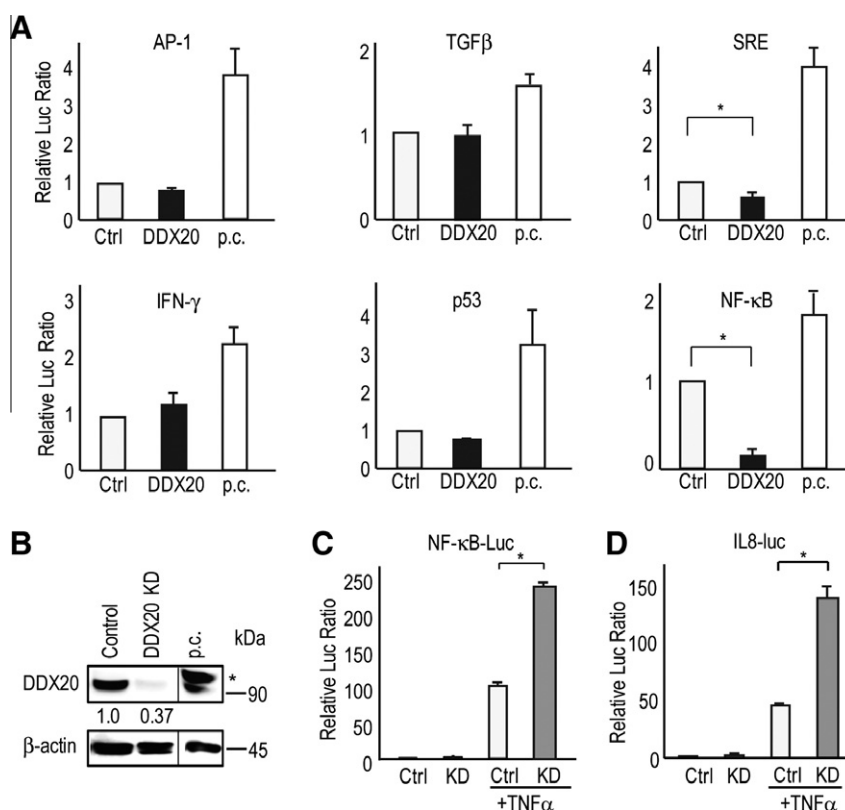 A
AP-1
Relative Luc Ratio
4
3
2
1
0
Ctrl DDX20 p.c.
TGFβ
2
1
0
Ctrl DDX20 p.c.
SRE
*
4
3
2
1
0
Ctrl DDX20 p.c.
IFN-γ
Relative Luc Ratio
3
2
1
0
Ctrl DDX20 p.c.
p53
4
3
2
1
0
Ctrl DDX20 p.c.
NF-κB
*
2
1
0
Ctrl DDX20 p.c.
B
Control
DDX20 KD
p.c.
kDa
DDX20
*
90
1.0 0.37
β-actin
45
C
NF-κB-Luc
*
Relative Luc Ratio
250
200
150
100
50
0
Ctrl KD Ctrl KD
+TNFα
D
IL8-luc
*
Relative Luc Ratio
150
100
50
0
Ctrl KD Ctrl KD
+TNFα